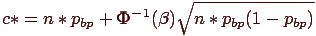 c* = n * p_{bp} + Φ^{-1}(β)√(n * p_{bp}(1 - p_{bp}))